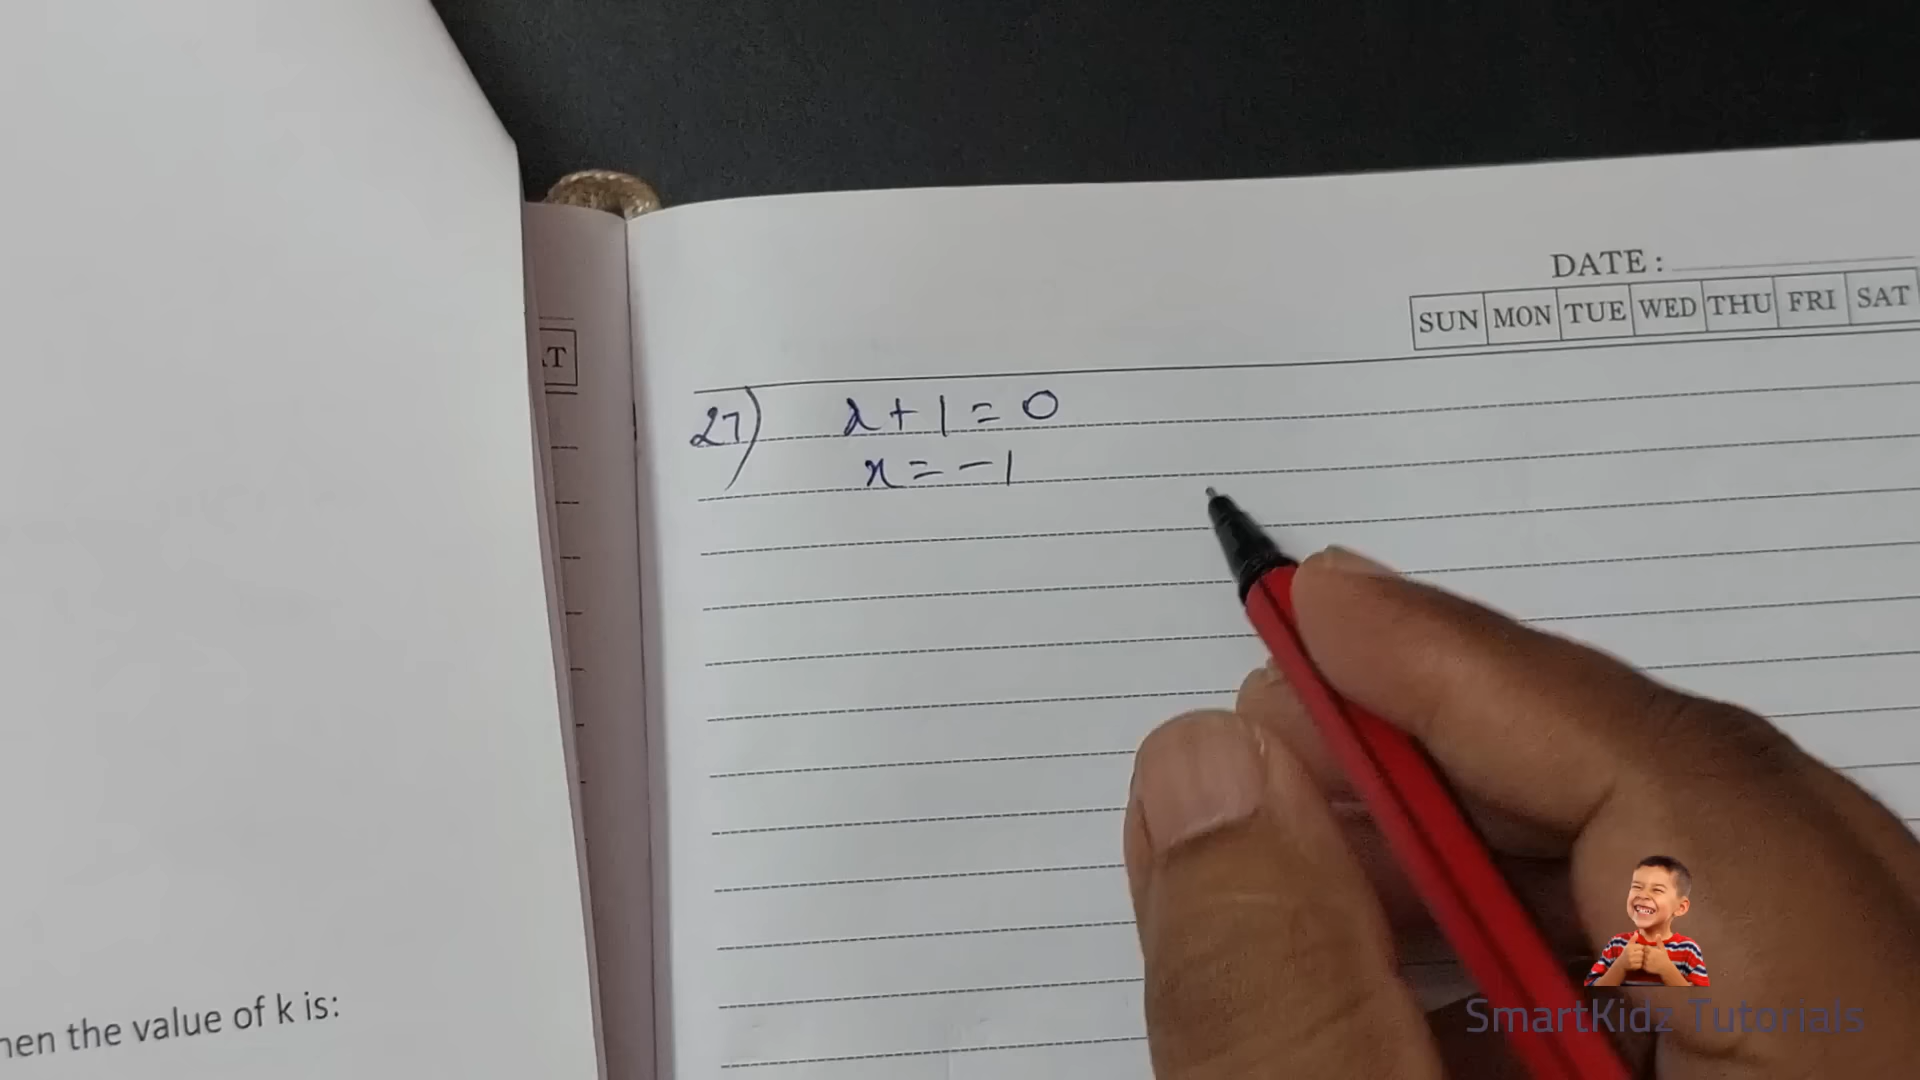 DATE :
SUN MON TUE WED THU FRI SAT
27) x + 1 = 0
x = -1
hen the value of k is:
SmartKidz Tutorials